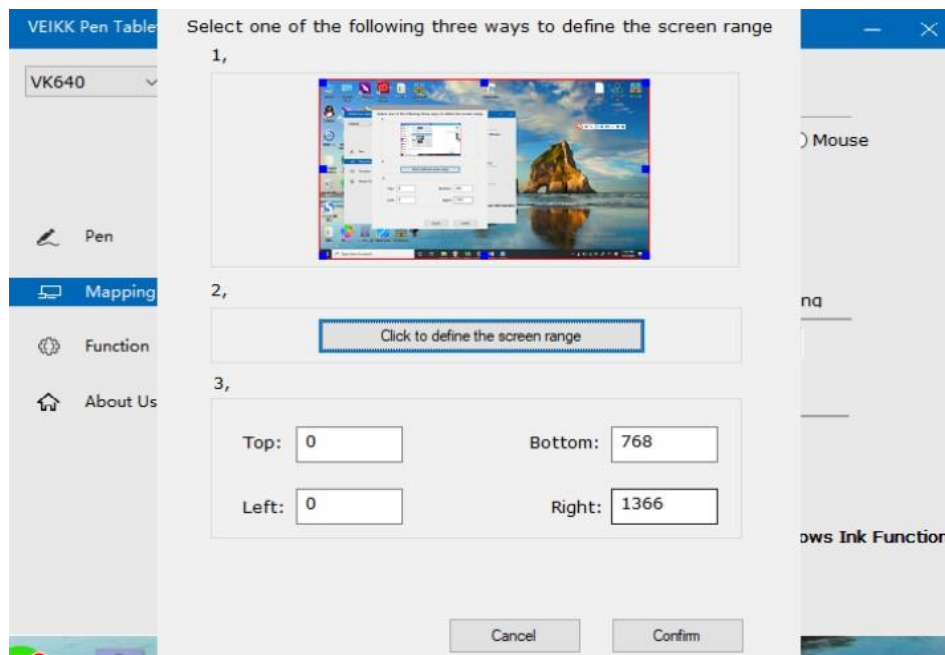 VEIKK Pen Table
Select one of the following three ways to define the screen range
1,
VK640
Mouse
Pen
Mapping
2,
ng
Click to define the screen range
Function
3,
About Us
Top: 0
Bottom: 768
Left: 0
Right: 1366
ows Ink Function
Cancel
Confirm